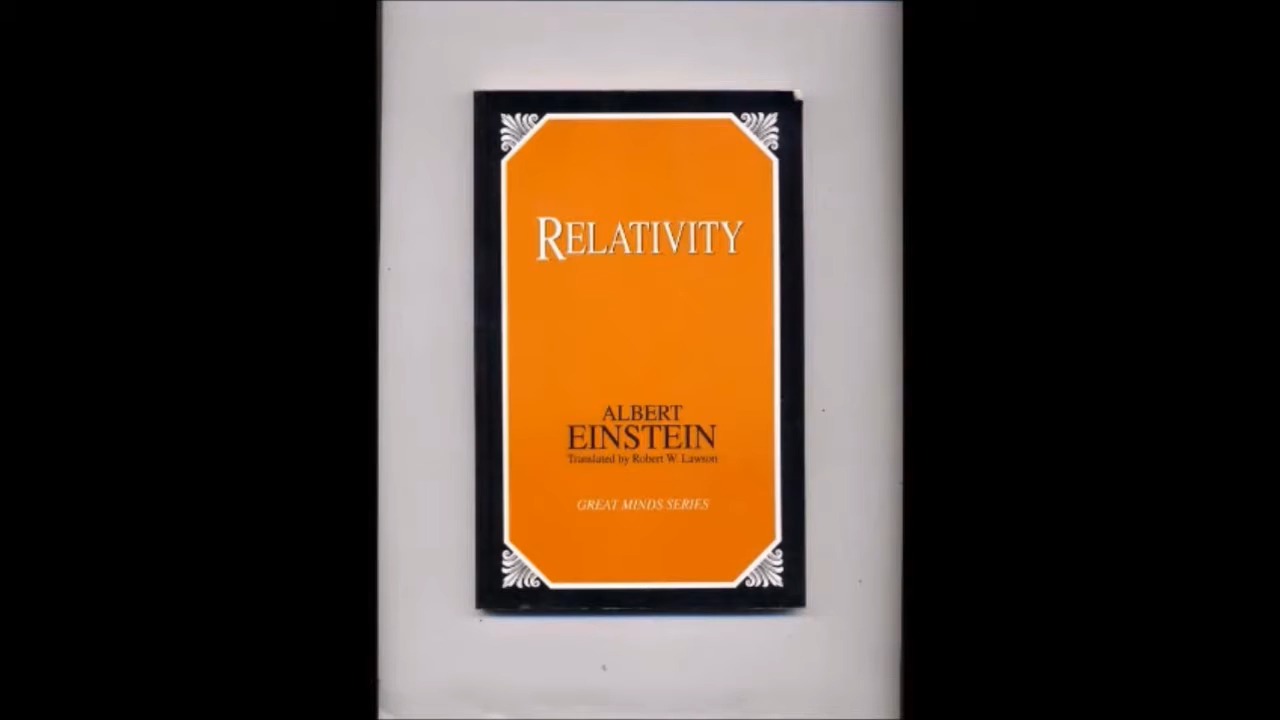 RELATIVITY
ALBERT
EINSTEIN
Translated by Robert W. Lawson
GREAT MINDS SERIES